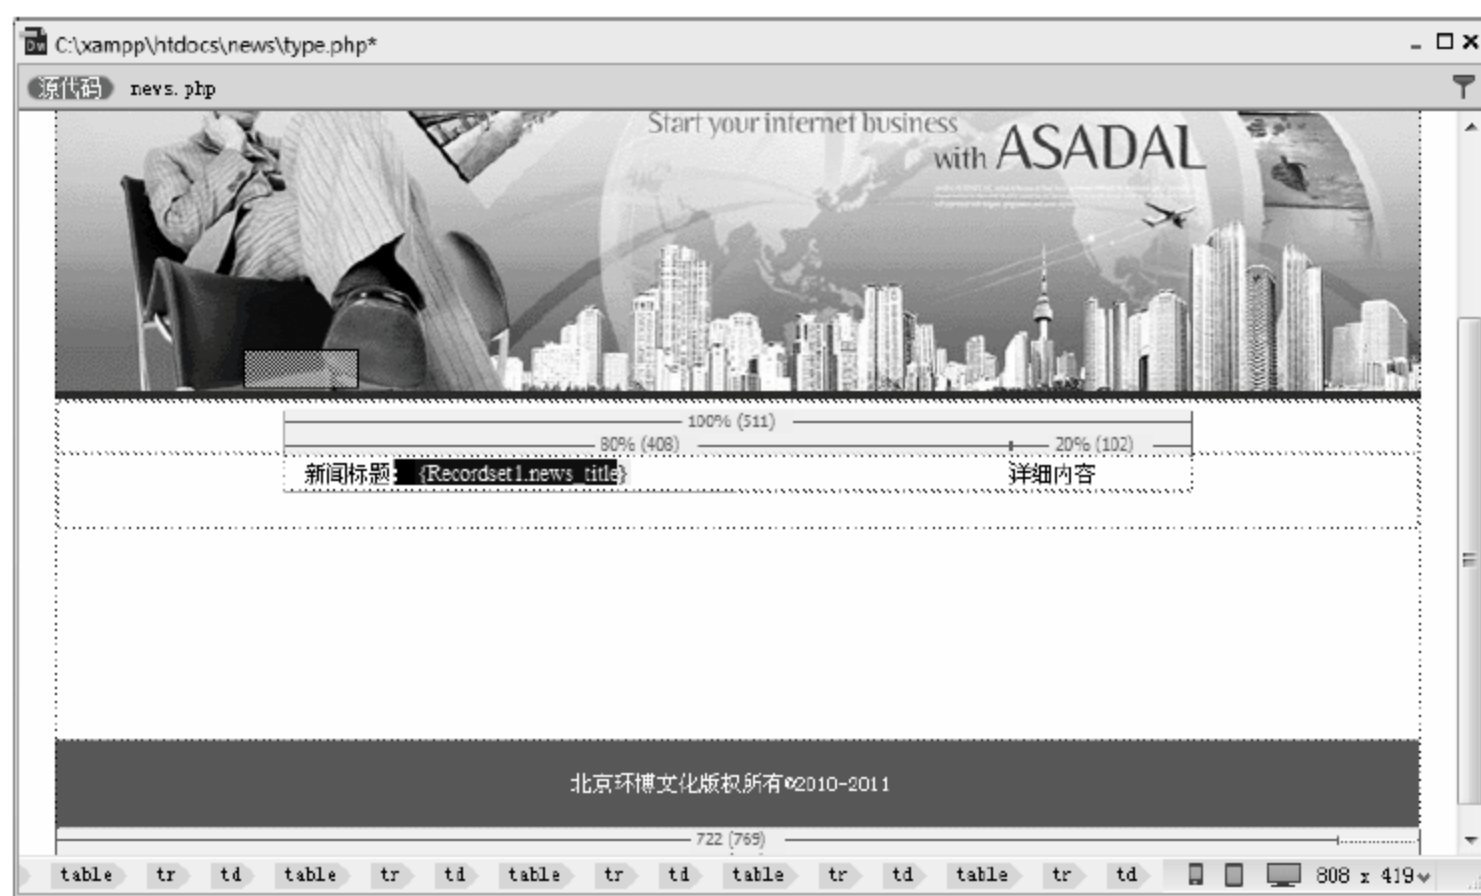 C:\xampp\htdocs\news\type.php*
源代码 news.php
Start your internet business
with ASADAL
100% (511)
80% (408) 20% (102)
新闻标题: {Recordset1.news_title} 详细内容
北京环博文化版权所有©2010-2011
722 (769)
table tr td table tr td table tr td table tr td table tr td 808 x 419